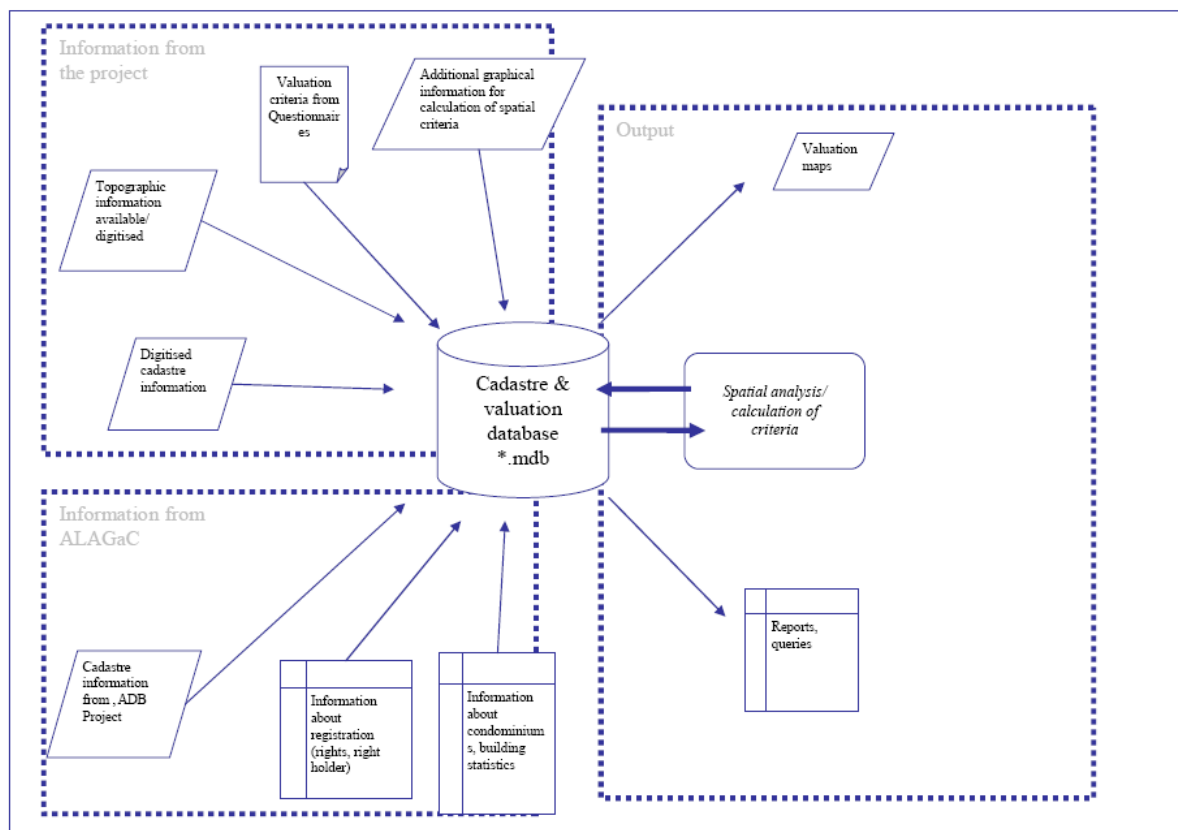 Information from
the project
Valuation
criteria from
Questionnair
es
Additional graphical
information for
calculation of spatial
criteria
Topographic
information
available/
digitised
Digitised
cadastre
information
Cadastre &
valuation
database
*.mdb
Output
Valuation
maps
Spatial analysis/
calculation of
criteria
Reports,
queries
Information from
ALAGaC
Cadastre
information
from , ADB
Project
Information
about
registration
(rights, right
holder)
Information
about
condominium
s, building
statistics